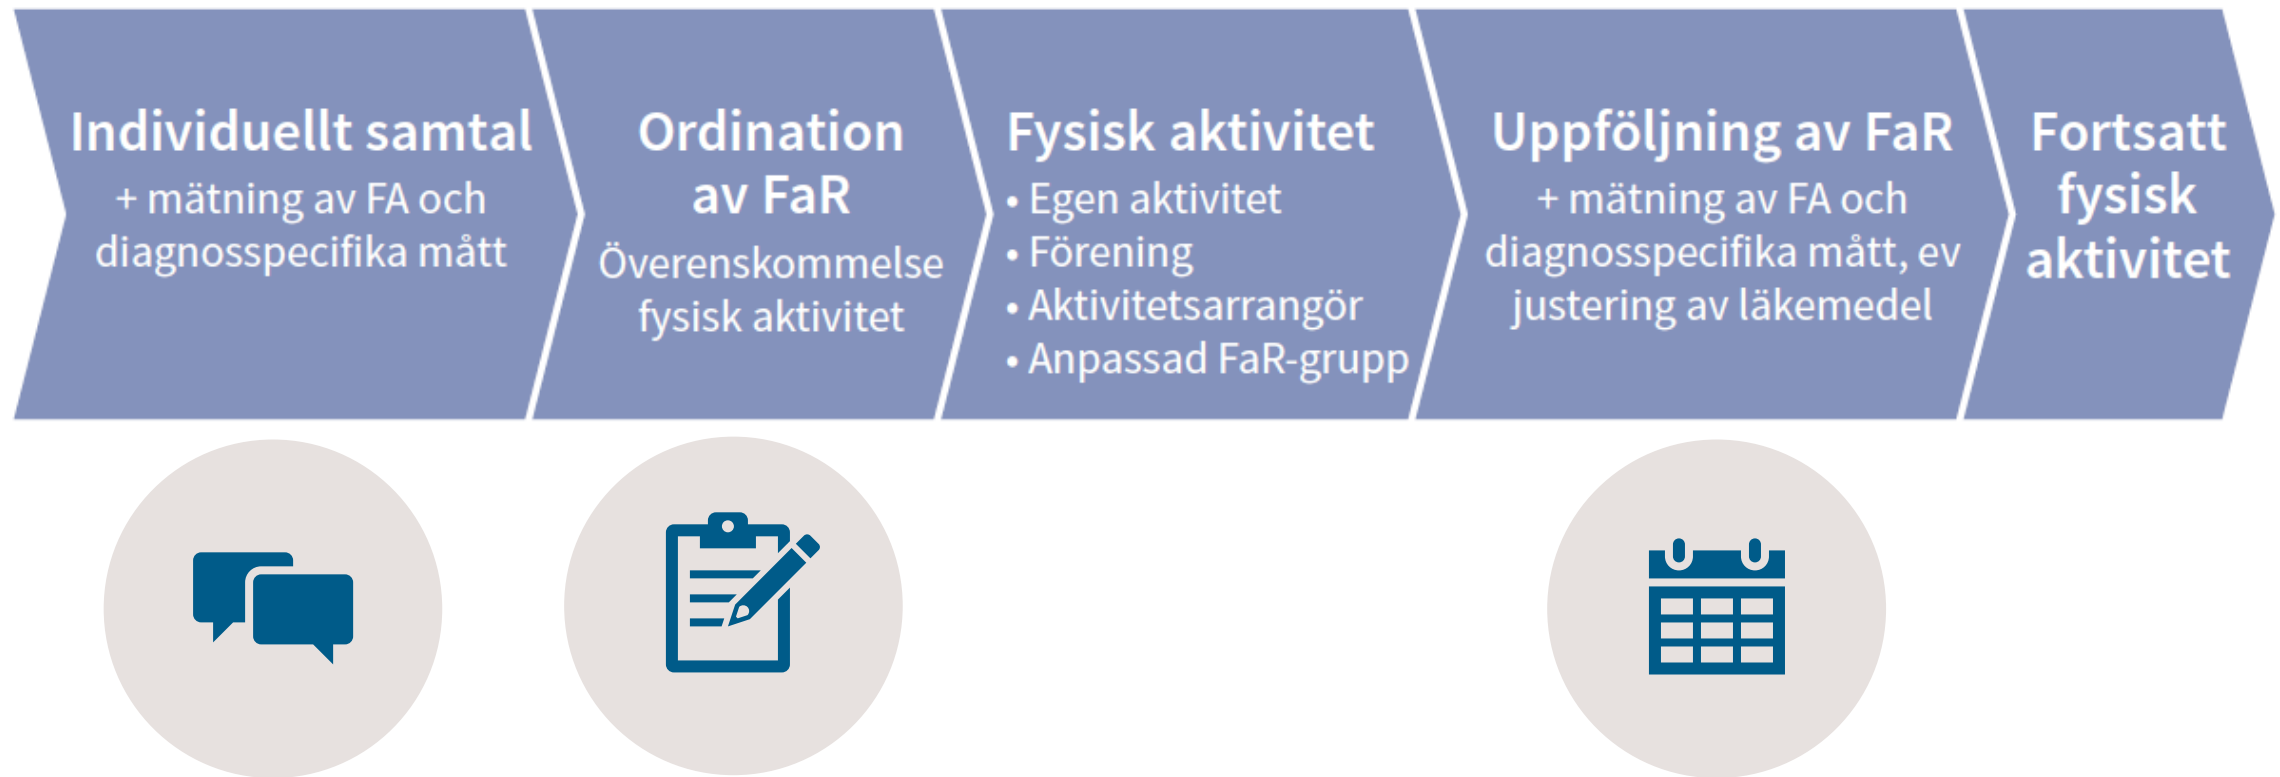 Individuellt samtal
+ mätning av FA och
diagnosspecifika mått
Ordination
av FaR
Överenskommelse
fysisk aktivitet
Fysisk aktivitet
• Egen aktivitet
• Förening
• Aktivitetsarrangör
• Anpassad FaR-grupp
Uppföljning av FaR
+ mätning av FA och
diagnosspecifika mått, ev
justering av läkemedel
Fortsatt
fysisk
aktivitet